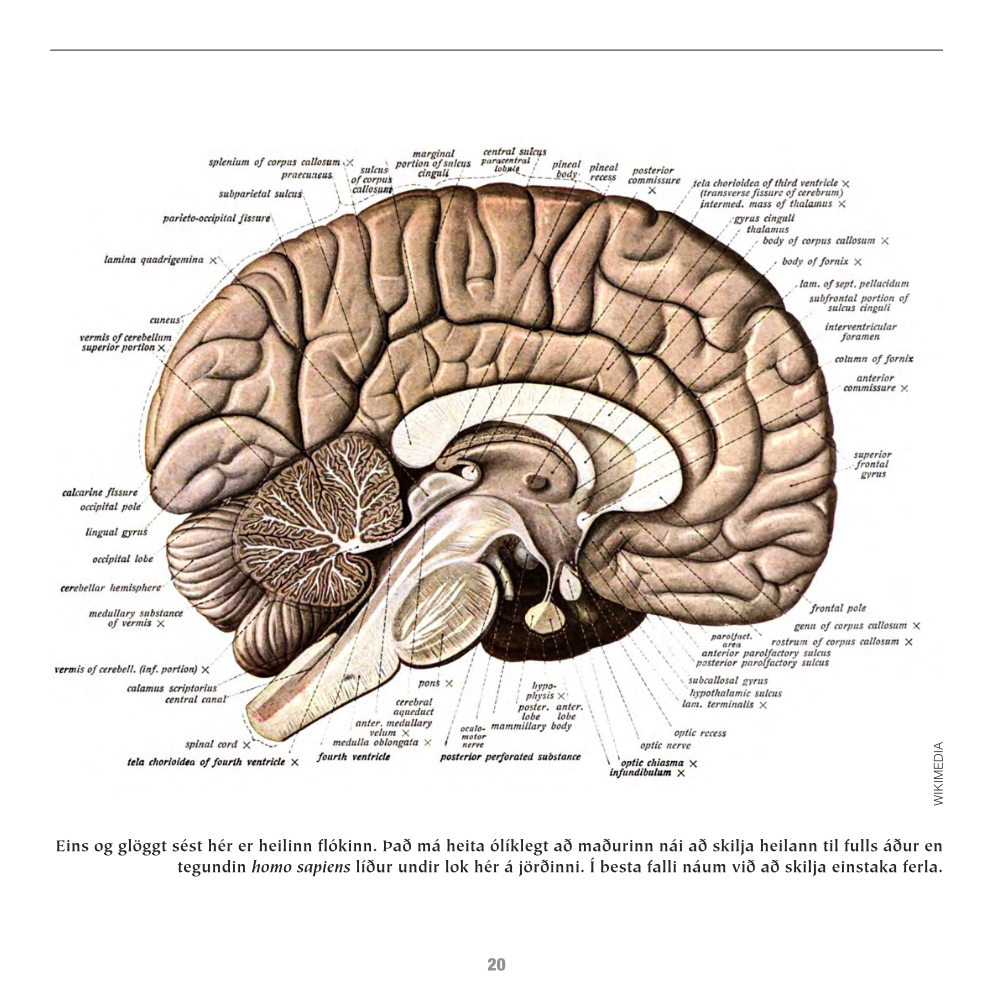 splenium of corpus callosum ×
praecuneus
subparietal sulcus
parieto-occipital fissure
lamina quadrigemina ×
cuneus
vermis of cerebellum
superior portion ×
sulcus
of corpus
callosum
marginal
portion of sulcus
cinguli
central sulcus
paracentral
lobule
pineal
body
pineal
recess
posterior
commissure
×
tela chorioidea of third ventricle ×
(transverse fissure of cerebrum)
intermed. mass of thalamus ×
gyrus cinguli
thalamus
body of corpus callosum ×
body of fornix ×
lam. of sept. pellucidum
subfrontal portion of
sulcus cinguli
interventricular
foramen
column of fornix
anterior
commissure ×
superior
frontal
gyrus
calcarine fissure
occipital pole
lingual gyrus
occipital lobe
cerebellar hemisphere
medullary substance
of vermis ×
vermis of cerebell. (inf. portion) ×
calamus scriptorius
central canal
spinal cord ×
tela chorioidea of fourth ventricle ×
pons ×
cerebral
aqueduct
anter. medullary
velum ×
medulla oblongata ×
fourth ventricle
oculo-
motor
nerve
hypo-
physis ×
poster. anter.
lobe lobe
mammillary body
posterior perforated substance
frontal pole
genu of corpus callosum ×
parolfact.
area
rostrum of corpus callosum ×
anterior parolfactory sulcus
posterior parolfactory sulcus
subcallosal gyrus
hypothalamic sulcus
lam. terminalis ×
optic recess
optic nerve
optic chiasma ×
infundibulum ×
WIKIMEDIA
Eins og glöggt sést hér er heilinn flókinn. Það má heita ólíklegt að maðurinn nái að skilja heilann til fulls áður en
tegundin homo sapiens líður undir lok hér á jörðinni. Í besta falli náum við að skilja einstaka ferla.
20